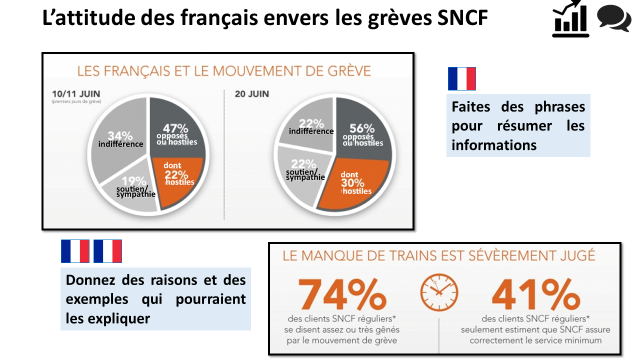 L’attitude des français envers les grèves SNCF
LES FRANÇAIS ET LE MOUVEMENT DE GRÈVE
10/11 JUIN
(premiers jours de grève)
34%
indifférence
47%
opposés
ou hostiles
dont
22%
hostiles
19%
soutien/
sympathie
20 JUIN
22%
indifférence
56%
opposés
ou hostiles
22%
soutien/
sympathie
dont
30%
hostiles
Faites des phrases
pour résumer les
informations
Donnez des raisons et des
exemples qui pourraient
les expliquer
LE MANQUE DE TRAINS EST SÉVÈREMENT JUGÉ
74%
des clients SNCF réguliers*
se disent assez ou très gênés
par le mouvement de grève
41%
des clients SNCF réguliers*
seulement estiment que SNCF assure
correctement le service minimum